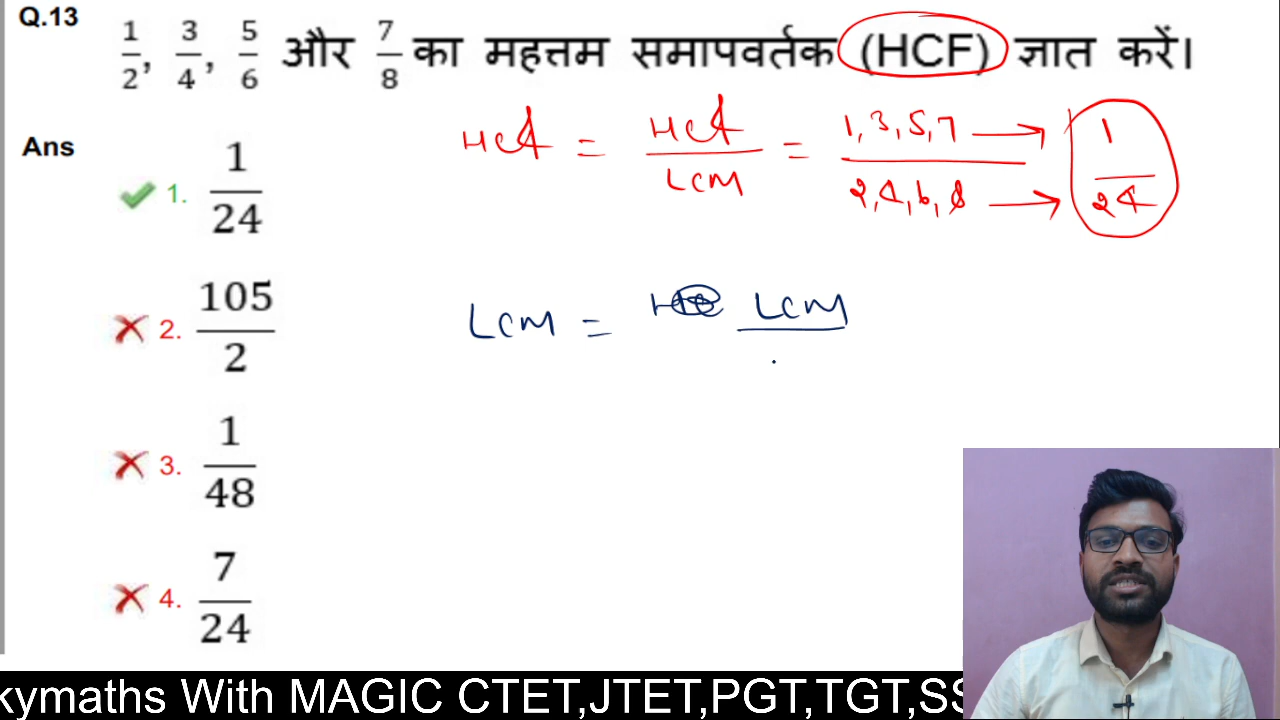 Q.13
1/2, 3/4, 5/6 और 7/8 का महत्तम समापवर्तक (HCF) ज्ञात करें।
HCF = HCF/LCM = 1,3,5,7/2,4,6,8 → 1/24
Ans
1. 1/24
2. 105/2
LCM = LCM
3. 1/48
4. 7/24
kymaths With MAGIC CTET,JTET,PGT,TGT,SS